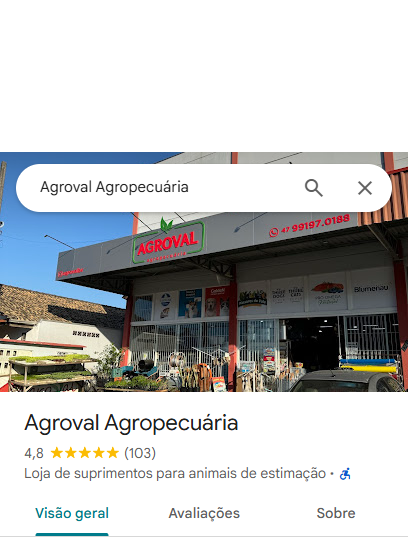 Agroval Agropecuária
AGROVAL
47 99197.0188
Blumenau
Agroval Agropecuária
4,8 (103)
Loja de suprimentos para animais de estimação ·
Visão geral
Avaliações
Sobre